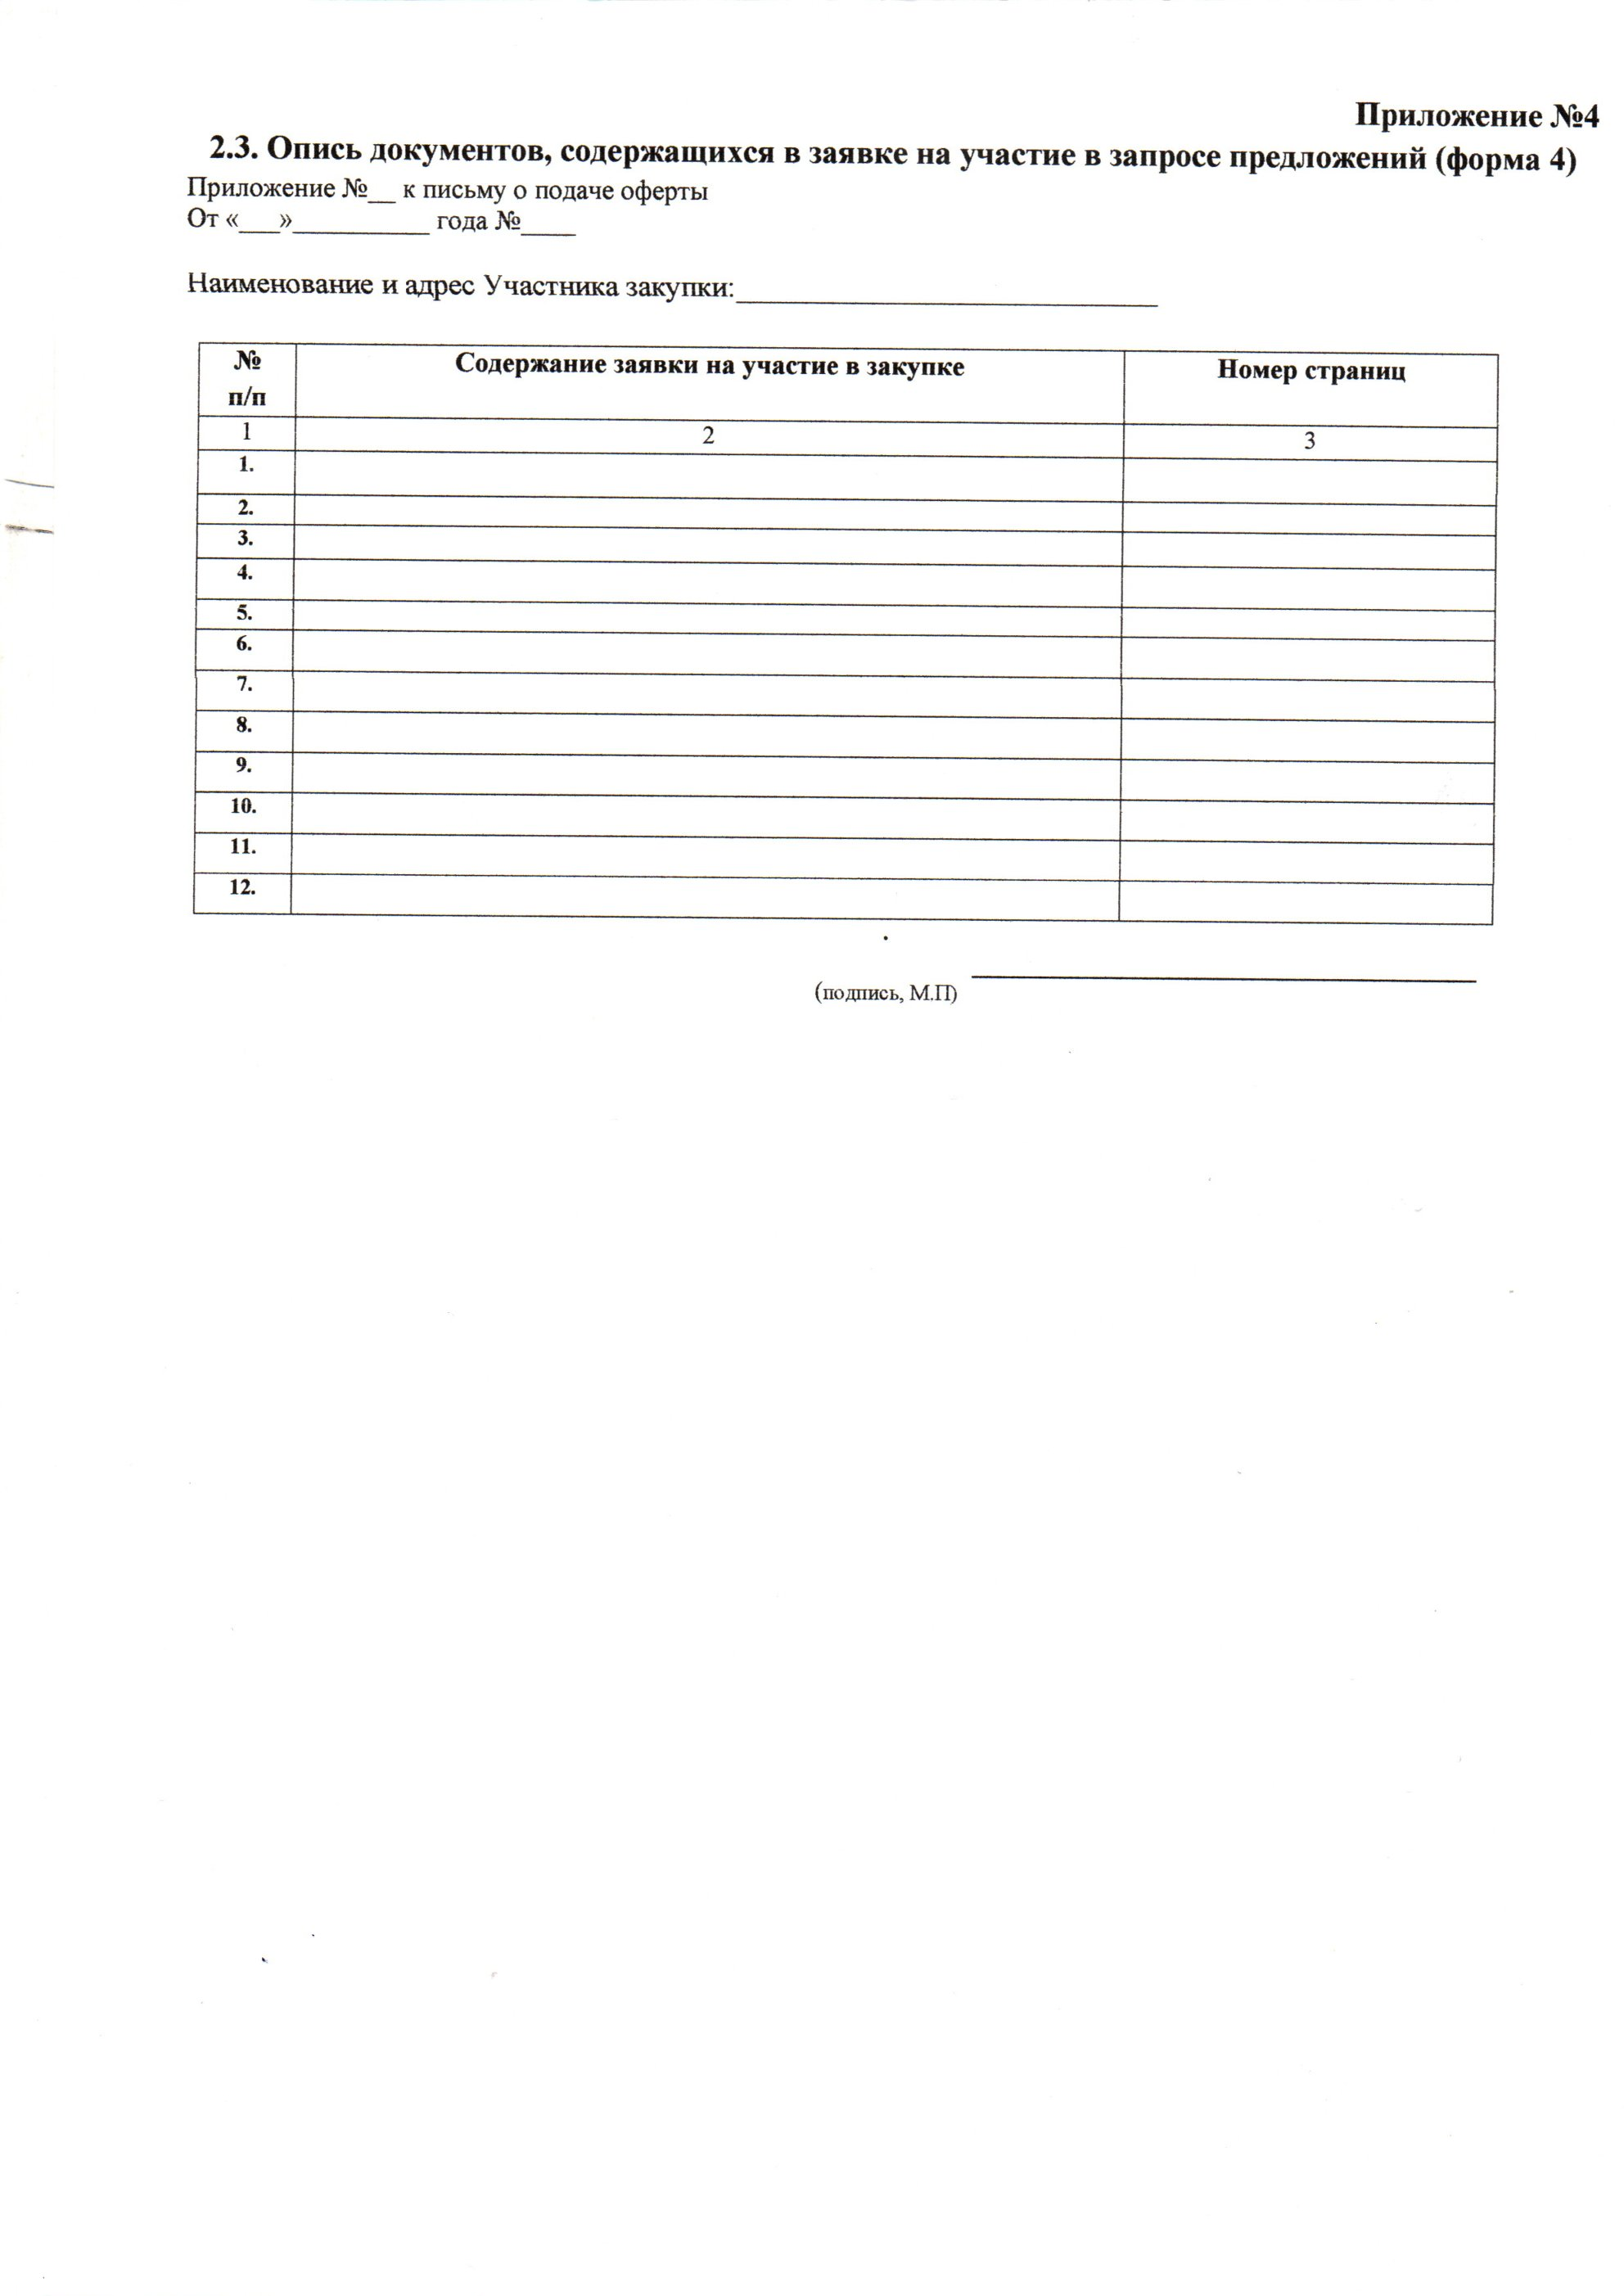 Приложение №4
2.3. Опись документов, содержащихся в заявке на участие в запросе предложений (форма 4)
Приложение №__ к письму о подаче оферты
От «___»__________ года №____
Наименование и адрес Участника закупки:_______________________________
№ п/п Содержание заявки на участие в закупке Номер страниц
1 2 3
1.
2.
3.
4.
5.
6.
7.
8.
9.
10.
11.
12.
(подпись, М.П)